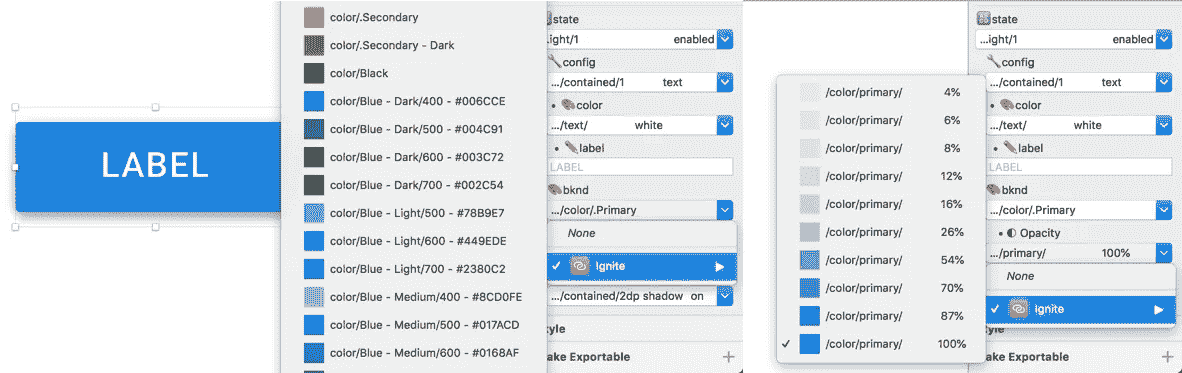 LABEL
color/.Secondary
color/.Secondary - Dark
color/Black
color/Blue - Dark/400 - #006CCE
color/Blue - Dark/500 - #004C91
color/Blue - Dark/600 - #003C72
color/Blue - Dark/700 - #002C54
color/Blue - Light/500 - #78B9E7
color/Blue - Light/600 - #449EDE
color/Blue - Light/700 - #2380C2
color/Blue - Medium/400 - #8CD0FE
color/Blue - Medium/500 - #017ACD
color/Blue - Medium/600 - #0168AF
state
.ight/1 enabled
config
.../contained/1 text
color
.../text/ white
label
LABEL
bknd
.../color/.Primary
None
Ignite
.../contained/2dp shadow on
tyle
ake Exportable
/color/primary/ 4%
/color/primary/ 6%
/color/primary/ 8%
/color/primary/ 12%
/color/primary/ 16%
/color/primary/ 26%
/color/primary/ 54%
/color/primary/ 70%
/color/primary/ 87%
/color/primary/ 100%
state
...ight/1 enabled
config
.../contained/1 text
color
.../text/ white
label
LABEL
bknd
.../color/.Primary
Opacity
.../primary/ 100%
None
Ignite
tyle
ake Exportable